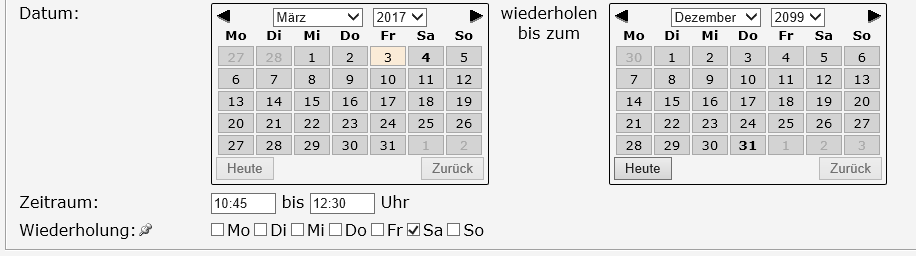 Datum: März 2017 wiederholen Dezember 2099
Mo Di Mi Do Fr Sa So bis zum Mo Di Mi Do Fr Sa So
27 28 1 2 3 4 5 30 1 2 3 4 5 6
6 7 8 9 10 11 12 7 8 9 10 11 12 13
13 14 15 16 17 18 19 14 15 16 17 18 19 20
20 21 22 23 24 25 26 21 22 23 24 25 26 27
27 28 29 30 31 1 2 28 29 30 31 1 2 3
Heute Zurück Heute Zurück
Zeitraum: 10:45 bis 12:30 Uhr
Wiederholung: Mo Di Mi Do Fr Sa So